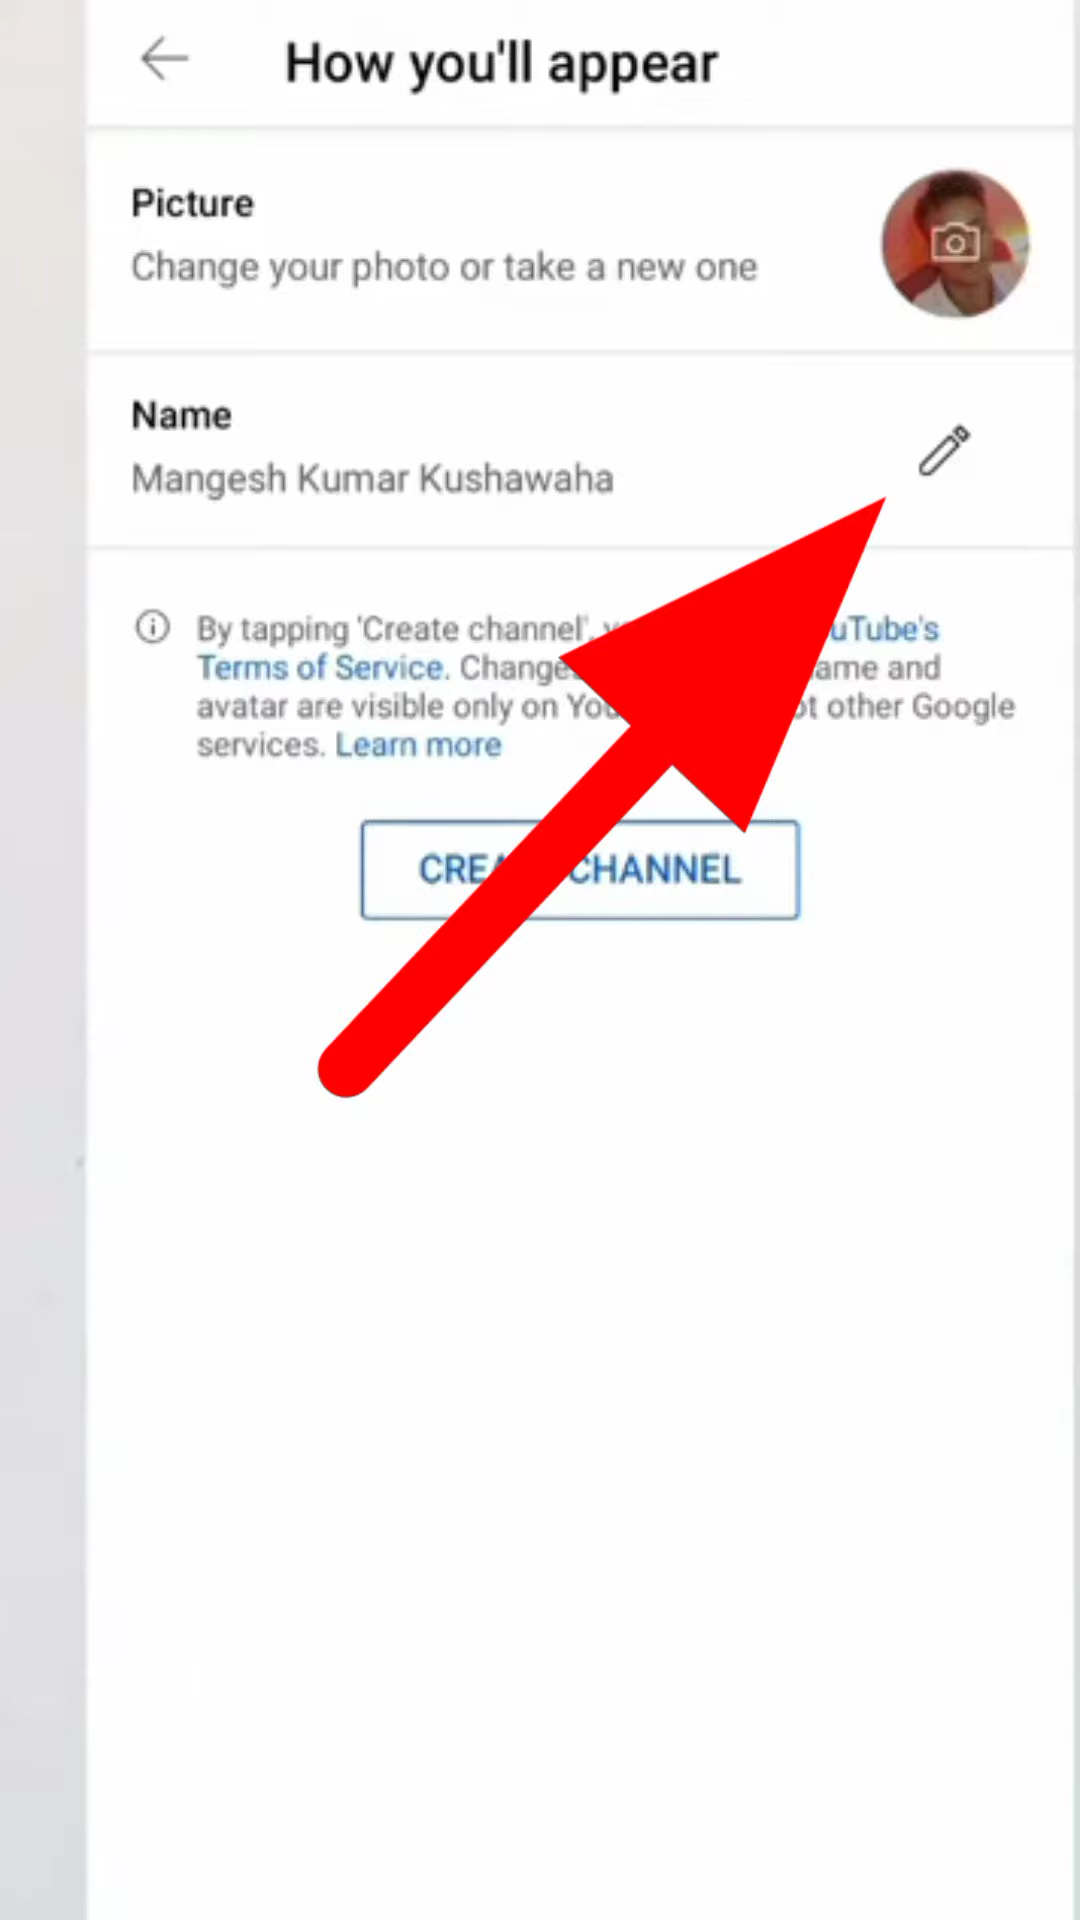 How you'll appear
Picture
Change your photo or take a new one
Name
Mangesh Kumar Kushawaha
By tapping 'Create channel', uTube's
Terms of Service. Change ame and
avatar are visible only on You ot other Google
services. Learn more
CREA CHANNEL